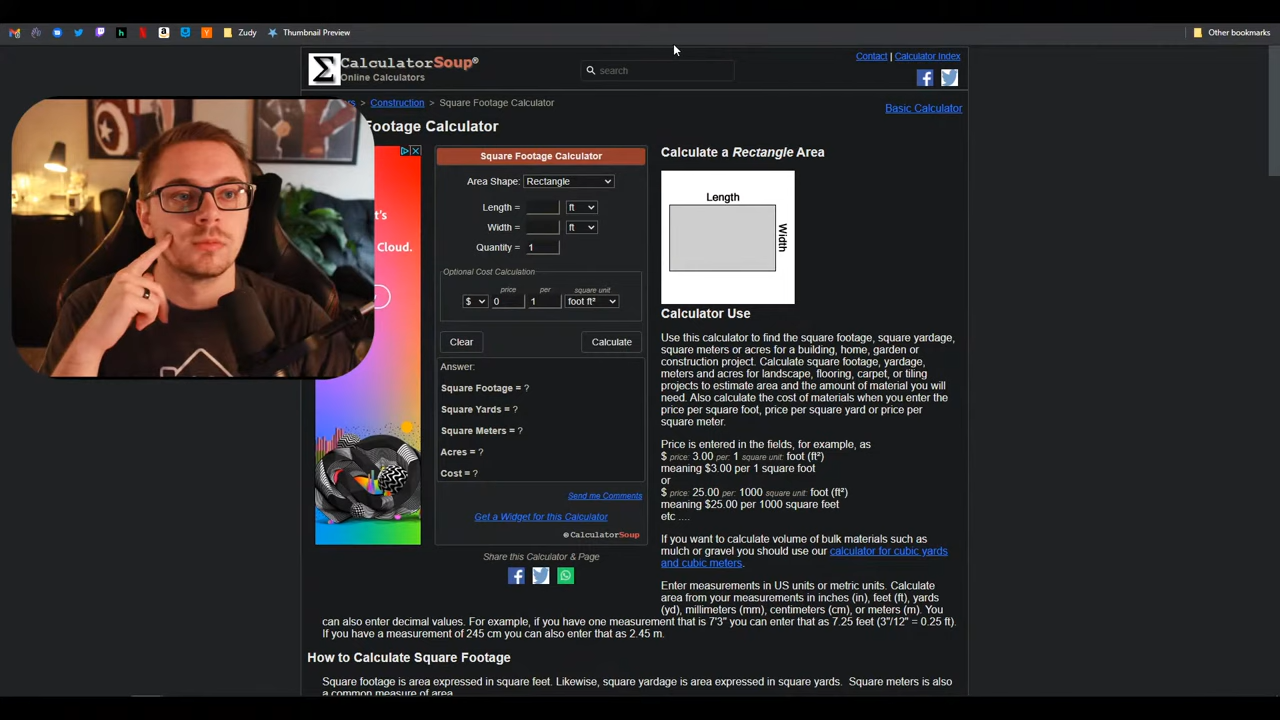 Zudy
Thumbnail Preview
Other bookmarks
CalculatorSoup®
Online Calculators
search
Contact | Calculator Index
> Construction > Square Footage Calculator
Basic Calculator
Footage Calculator
Square Footage Calculator
Area Shape: Rectangle
Length = ft
Width = ft
Quantity = 1
Optional Cost Calculation
price per square unit
$ 0 1 foot ft²
Clear Calculate
Answer:
Square Footage = ?
Square Yards = ?
Square Meters = ?
Acres = ?
Cost = ?
Send me Comments
Get a Widget for this Calculator
©CalculatorSoup
Share this Calculator & Page
Cloud.
Calculate a Rectangle Area
Length
Width
Calculator Use
Use this calculator to find the square footage, square yardage,
square meters or acres for a building, home, garden or
construction project. Calculate square footage, yardage,
meters and acres for landscape, flooring, carpet, or tiling
projects to estimate area and the amount of material you will
need. Also calculate the cost of materials when you enter the
price per square foot, price per square yard or price per
square meter.
Price is entered in the fields, for example, as
$ price: 3.00 per: 1 square unit: foot (ft²)
meaning $3.00 per 1 square foot
or
$ price: 25.00 per: 1000 square unit: foot (ft²)
meaning $25.00 per 1000 square feet
etc ....
If you want to calculate volume of bulk materials such as
mulch or gravel you should use our calculator for cubic yards
and cubic meters.
Enter measurements in US units or metric units. Calculate
area from your measurements in inches (in), feet (ft), yards
(yd), millimeters (mm), centimeters (cm), or meters (m). You
can also enter decimal values. For example, if you have one measurement that is 7'3" you can enter that as 7.25 feet (3"/12" = 0.25 ft).
If you have a measurement of 245 cm you can also enter that as 2.45 m.
How to Calculate Square Footage
Square footage is area expressed in square feet. Likewise, square yardage is area expressed in square yards. Square meters is also
a common measure of area.